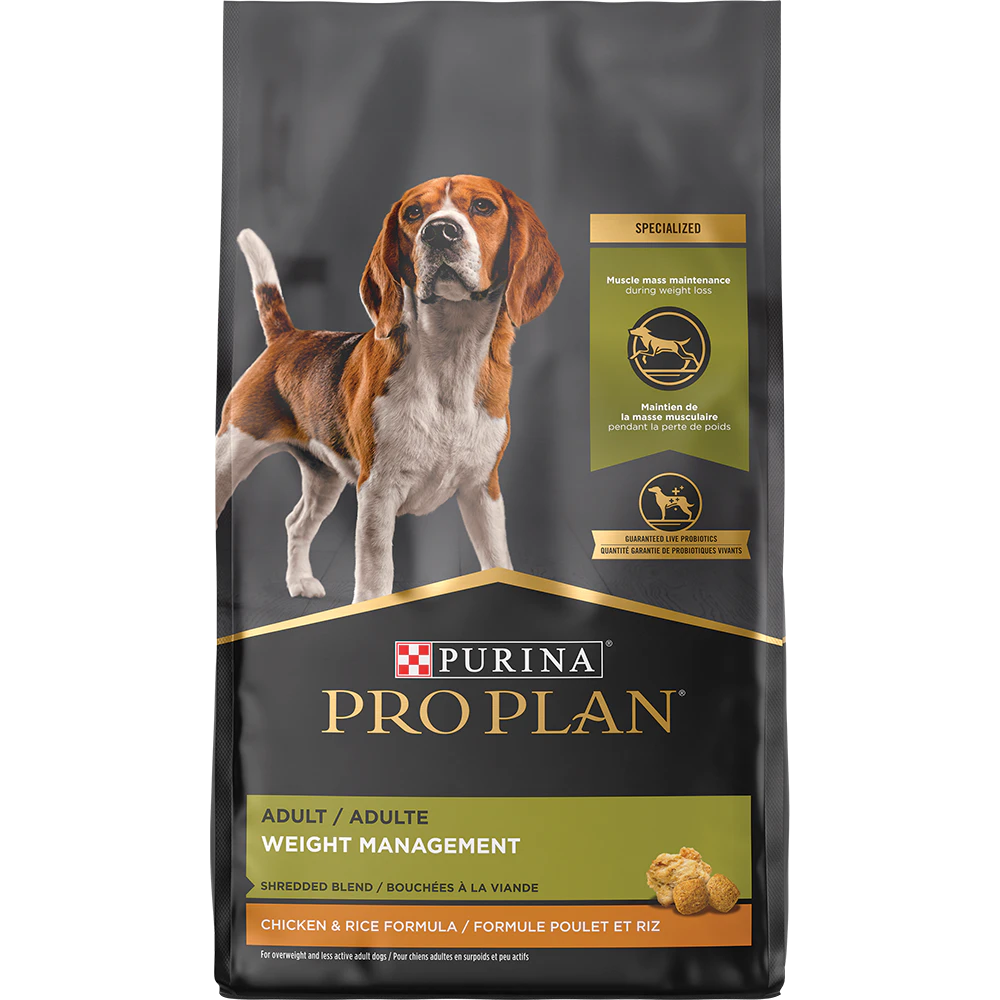 SPECIALIZED
Muscle mass maintenance
during weight loss
Maintien de
la masse musculaire
pendant la perte de poids
GUARANTEED LIVE PROBIOTICS
QUANTITÉ GARANTIE DE PROBIOTIQUES VIVANTS
PURINA®
PRO PLAN®
ADULT / ADULTE
WEIGHT MANAGEMENT
SHREDDED BLEND / BOUCHÉES À LA VIANDE
CHICKEN & RICE FORMULA / FORMULE POULET ET RIZ
For overweight and less active adult dogs / Pour chiens adultes en surpoids et peu actifs